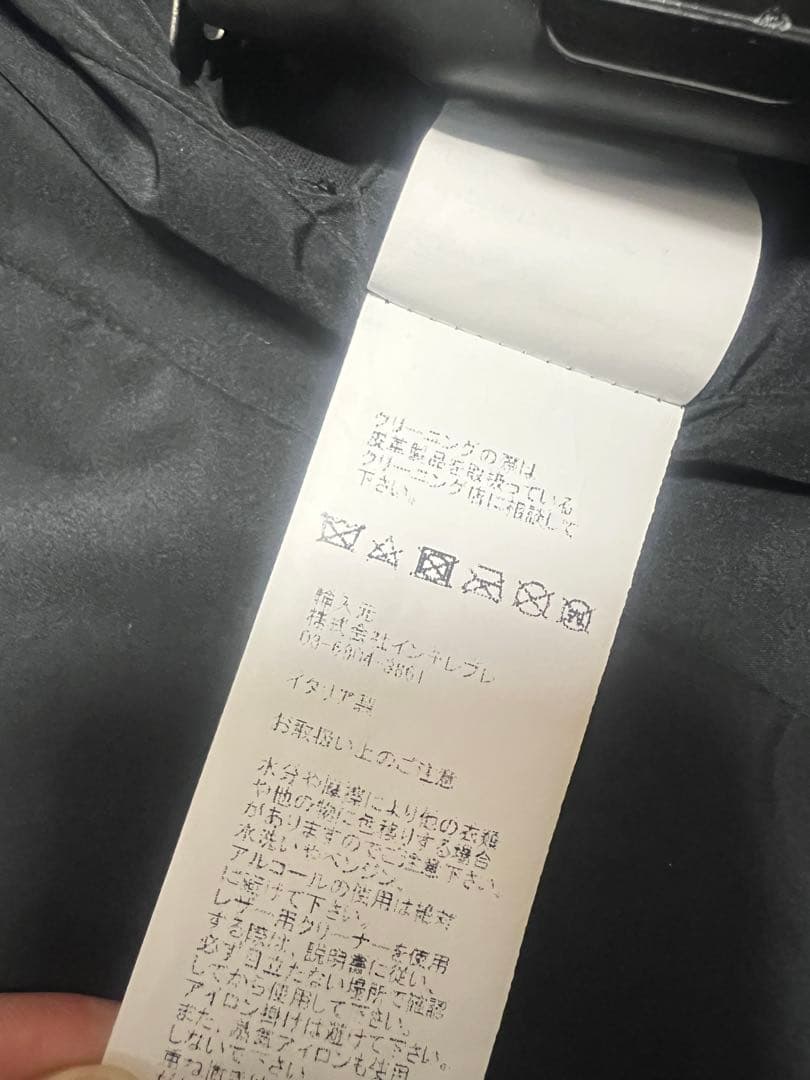 クリーニングの際は、
皮革製品を取扱っている
クリーニング店に相談して
下さい。
輸入元
株式会社インキレブレ
イタリア製
お取扱い上のご注意
水分や摩擦により他の衣類
や他の物に色移りする場合
がありますのでご注意下さい。
水洗いやベンジン、
アルコールの使用は絶対
に避けて下さい。
レザー用クリーナーを使用
する際は、説明書に従い、
必ず目立たない場所で確認
してから使用して下さい。
アイロン掛けは避けて下さい。
また、蒸気アイロンも使用
しないで下さい